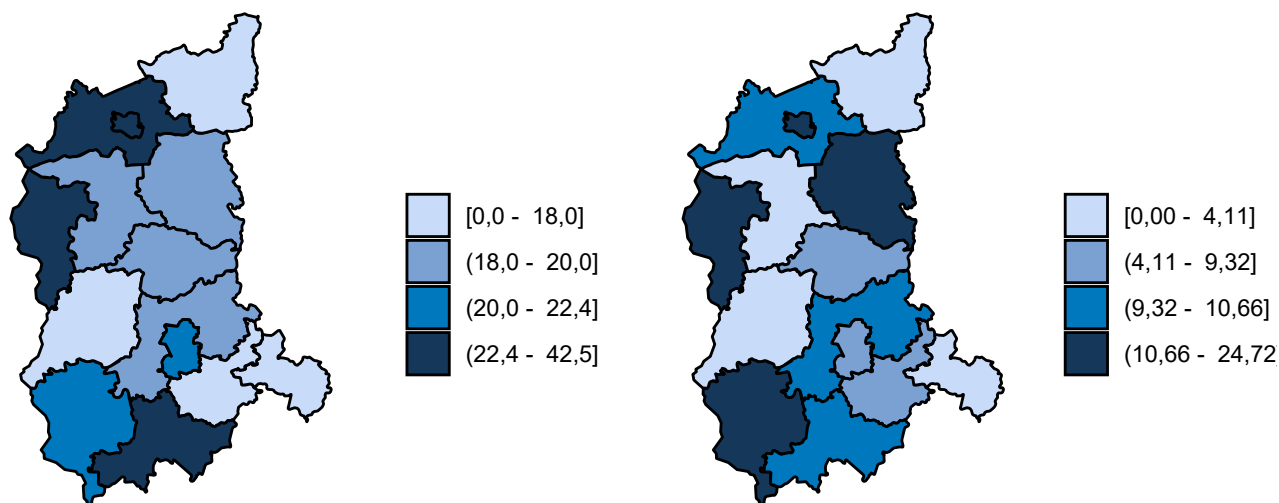 [0,0 - 18,0]
(18,0 - 20,0]
(20,0 - 22,4]
(22,4 - 42,5]
[0,00 - 4,11]
(4,11 - 9,32]
(9,32 - 10,66]
(10,66 - 24,72]